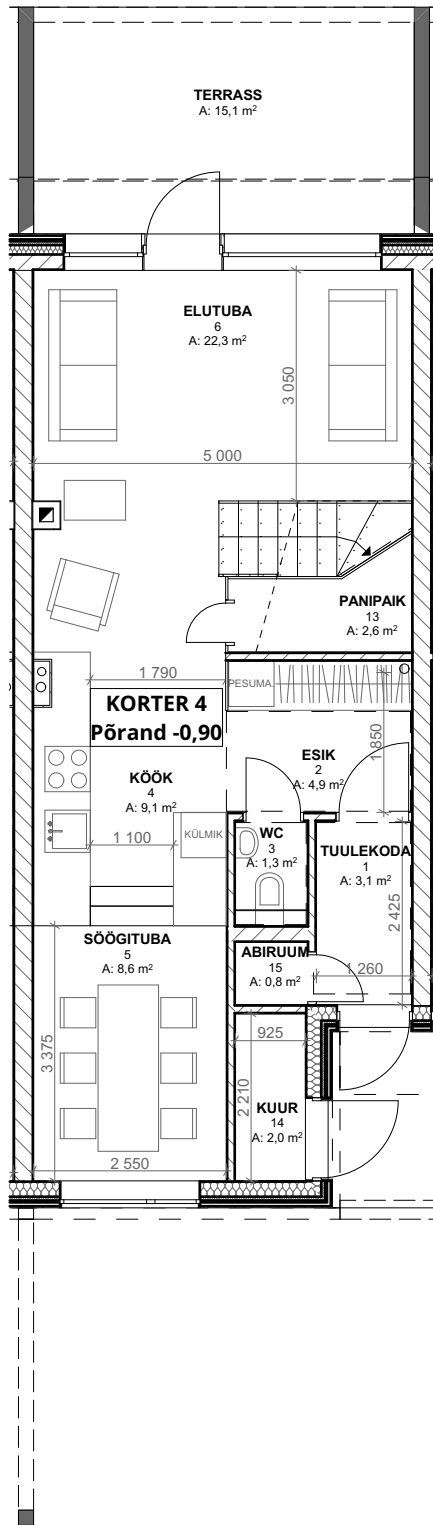 TERRASS
A: 15,1 m²
ELUTUBA
6
A: 22,3 m²
3 050
5 000
PANIPAIK
13
A: 2,6 m²
1 790
PESUMA.
KORTER 4
Põrand -0,90
ESIK
2
A: 4,9 m²
1 850
KÖÖK
4
A: 9,1 m²
1 100
KÜLMIK
WC
3
A: 1,3 m²
TUULEKODA
1
A: 3,1 m²
2 425
SÖÖGITUBA
5
A: 8,6 m²
ABIRUUM
15
A: 0,8 m²
1 260
3 375
925
2 210
KUUR
14
A: 2,0 m²
2 550